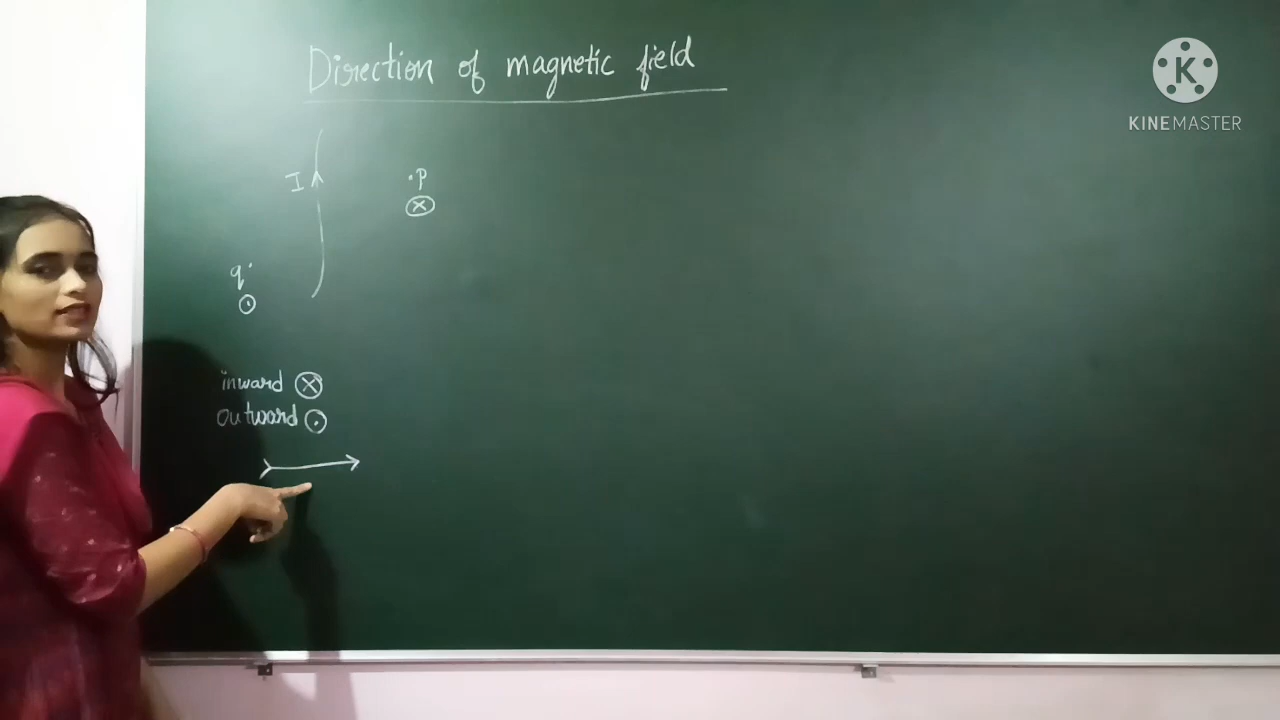 Direction of magnetic field
I
.P
⊗
q.
⊙
inward ⊗
outward ⊙
K
KINEMASTER